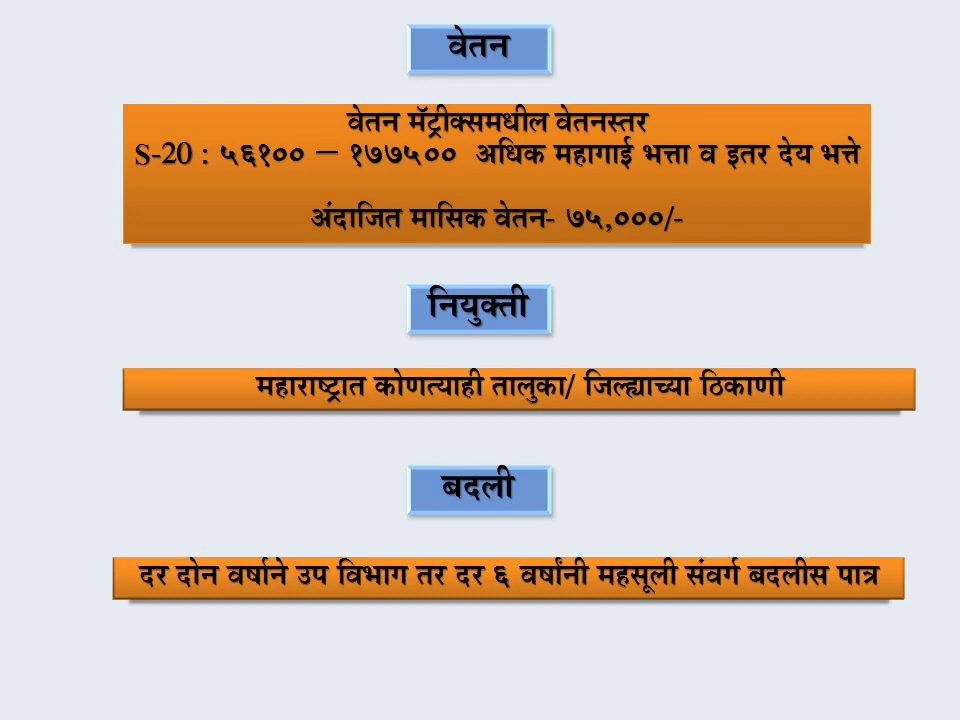 वेतन
वेतन मॅट्रीक्समधील वेतनस्तर
S-20 : ५६१०० – १७७५०० अधिक महागाई भत्ता व इतर देय भत्ते
अंदाजित मासिक वेतन- ७५,०००/-
नियुक्ती
महाराष्ट्रात कोणत्याही तालुका/ जिल्ह्याच्या ठिकाणी
बदली
दर दोन वर्षाने उप विभाग तर दर ६ वर्षांनी महसूली संवर्ग बदलीस पात्र